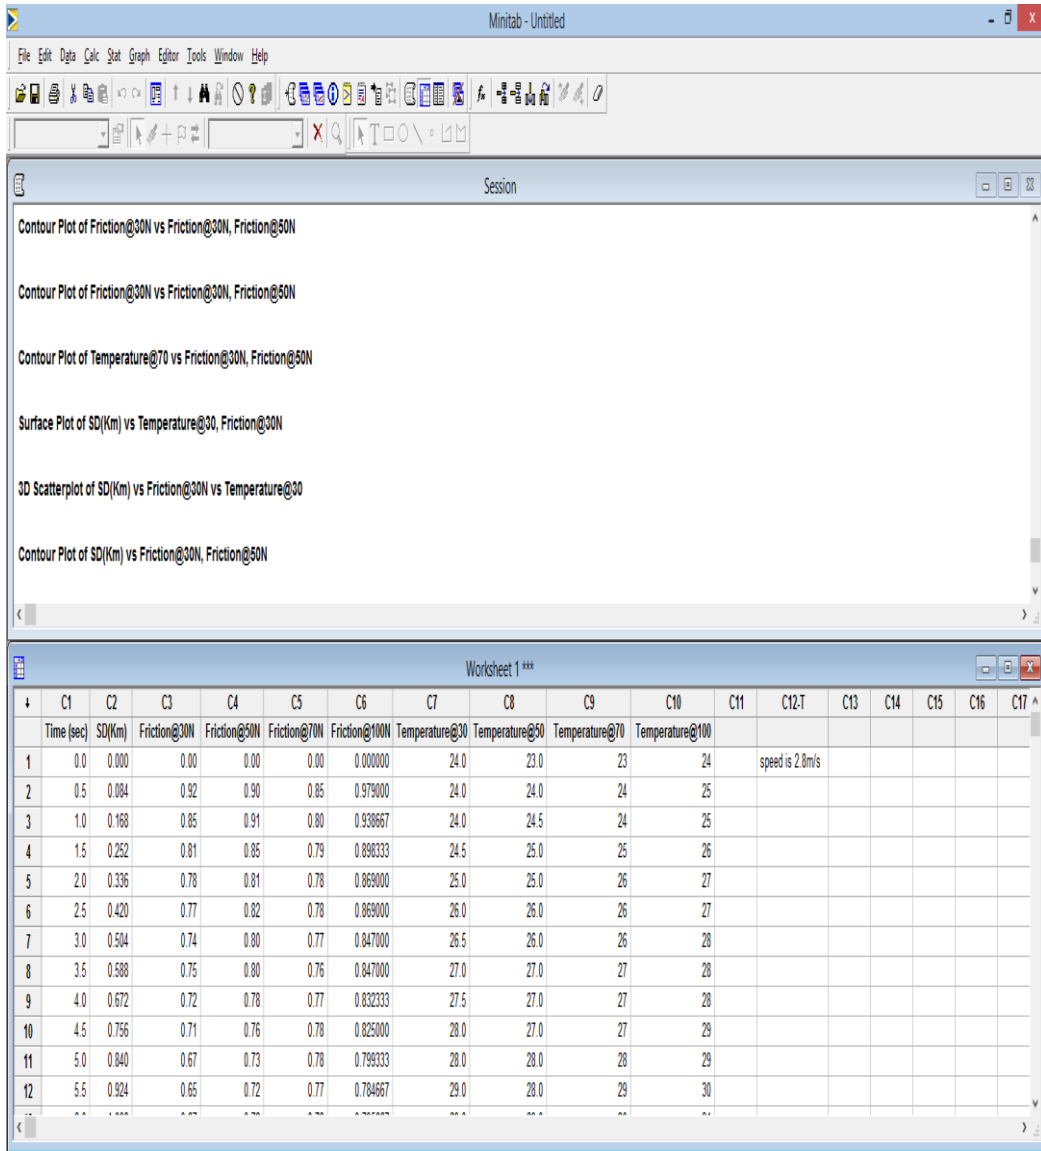 Minitab - Untitled
File Edit Data Calc Stat Graph Editor Tools Window Help
Session
Contour Plot of Friction@30N vs Friction@30N, Friction@50N
Contour Plot of Friction@30N vs Friction@30N, Friction@50N
Contour Plot of Temperature@70 vs Friction@30N, Friction@50N
Surface Plot of SD(Km) vs Temperature@30, Friction@30N
3D Scatterplot of SD(Km) vs Friction@30N vs Temperature@30
Contour Plot of SD(Km) vs Friction@30N, Friction@50N
Worksheet 1 ***
C1 C2 C3 C4 C5 C6 C7 C8 C9 C10 C11 C12-T C13 C14 C15 C16 C17
Time (sec) SD(Km) Friction@30N Friction@50N Friction@70N Friction@100N Temperature@30 Temperature@50 Temperature@70 Temperature@100
1 0.0 0.000 0.00 0.00 0.00 0.000000 24.0 23.0 23 24 speed is 2.8m/s
2 0.5 0.084 0.92 0.90 0.85 0.979000 24.0 24.0 24 25
3 1.0 0.168 0.85 0.91 0.80 0.938667 24.0 24.5 24 25
4 1.5 0.252 0.81 0.85 0.79 0.898333 24.5 25.0 25 26
5 2.0 0.336 0.78 0.81 0.78 0.869000 25.0 25.0 26 27
6 2.5 0.420 0.77 0.82 0.78 0.869000 26.0 26.0 26 27
7 3.0 0.504 0.74 0.80 0.77 0.847000 26.5 26.0 26 28
8 3.5 0.588 0.75 0.80 0.76 0.847000 27.0 27.0 27 28
9 4.0 0.672 0.72 0.78 0.77 0.832333 27.5 27.0 27 28
10 4.5 0.756 0.71 0.76 0.78 0.825000 28.0 27.0 27 29
11 5.0 0.840 0.67 0.73 0.78 0.799333 28.0 28.0 28 29
12 5.5 0.924 0.65 0.72 0.77 0.784667 29.0 28.0 29 30